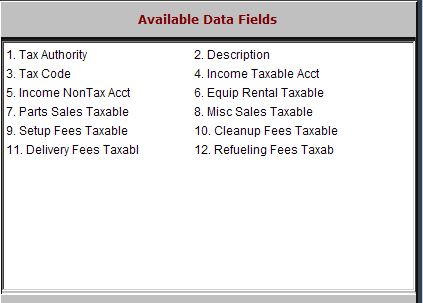 Available Data Fields
1. Tax Authority 2. Description
3. Tax Code 4. Income Taxable Acct
5. Income NonTax Acct 6. Equip Rental Taxable
7. Parts Sales Taxable 8. Misc Sales Taxable
9. Setup Fees Taxable 10. Cleanup Fees Taxable
11. Delivery Fees Taxabl 12. Refueling Fees Taxab